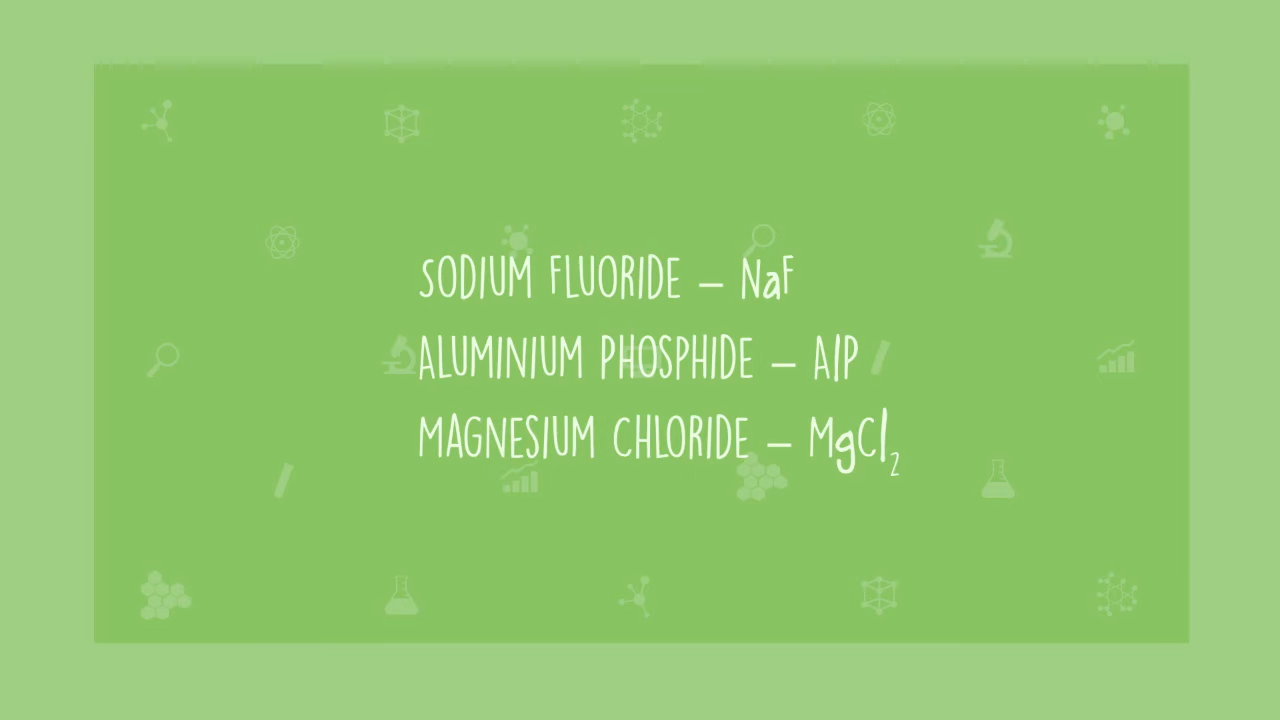 SODIUM FLUORIDE – NaF
ALUMINIUM PHOSPHIDE – AlP
MAGNESIUM CHLORIDE – MgCl₂